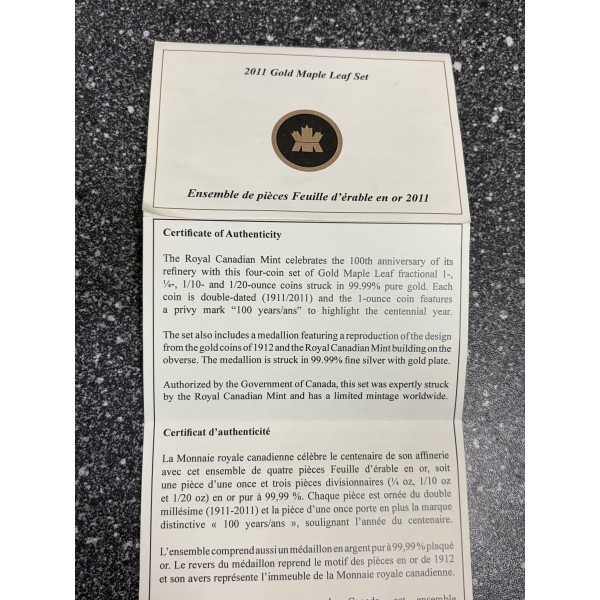 2011 Gold Maple Leaf Set
Ensemble de pièces Feuille d'érable en or 2011
Certificate of Authenticity
The Royal Canadian Mint celebrates the 100th anniversary of its
refinery with this four-coin set of Gold Maple Leaf fractional 1-,
¼-, 1/10- and 1/20-ounce coins struck in 99.99% pure gold. Each
coin is double-dated (1911/2011) and the 1-ounce coin features
a privy mark "100 years/ans" to highlight the centennial year.
The set also includes a medallion featuring a reproduction of the design
from the gold coins of 1912 and the Royal Canadian Mint building on the
obverse. The medallion is struck in 99.99% fine silver with gold plate.
Authorized by the Government of Canada, this set was expertly struck
by the Royal Canadian Mint and has a limited mintage worldwide.
Certificat d'authenticité
La Monnaie royale canadienne célèbre le centenaire de son affinerie
avec cet ensemble de quatre pièces Feuille d'érable en or, soit
une pièce d'une once et trois pièces divisionnaires (¼ oz, 1/10 oz
et 1/20 oz) en or pur à 99,99 %. Chaque pièce est ornée du double
millésime (1911-2011) et la pièce d'une once porte en plus la marque
distinctive « 100 years/ans », soulignant l'année du centenaire.
L'ensemble comprend aussi un médaillon en argent pur à 99,99 % plaqué
or. Le revers du médaillon reprend le motif des pièces en or de 1912
et son avers représente l'immeuble de la Monnaie royale canadienne.
Canada est ensemble